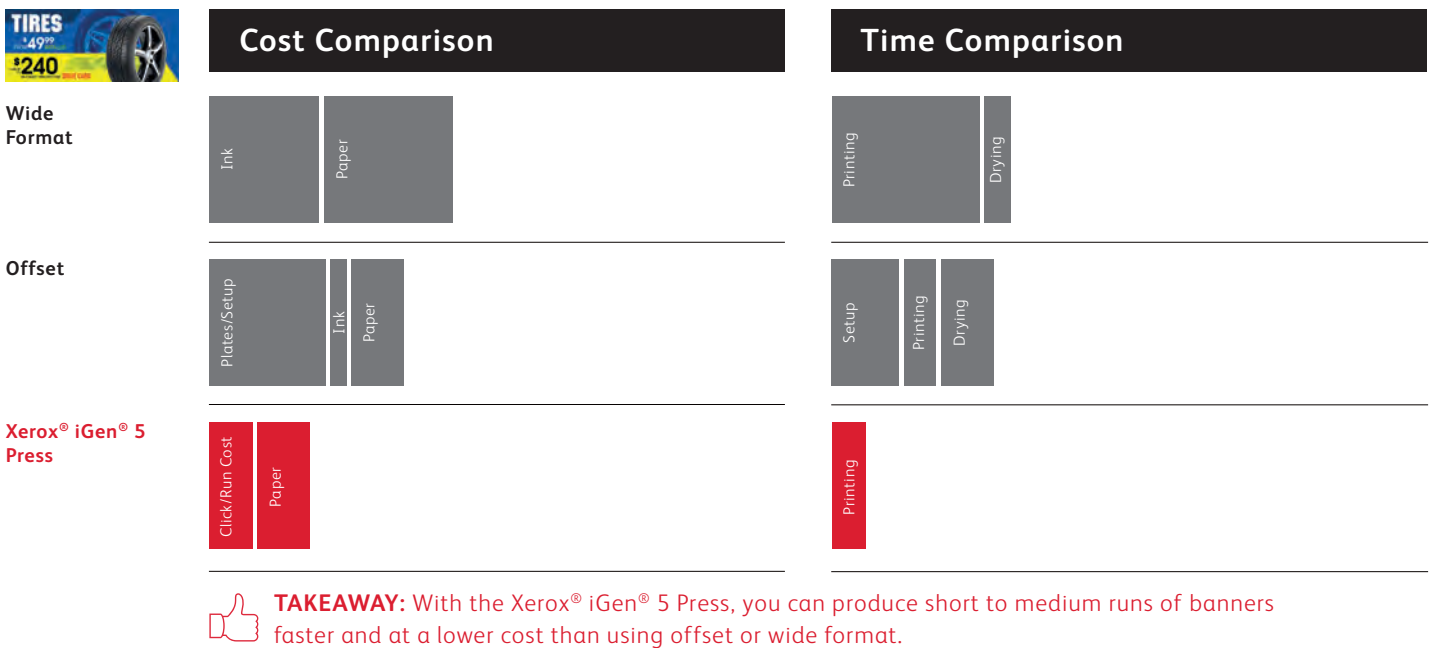 TIRES
$49⁹⁹
$240
Cost Comparison
Time Comparison
Wide
Format
Ink
Paper
Printing
Drying
Offset
Plates/Setup
Ink
Paper
Setup
Printing
Drying
Xerox® iGen® 5
Press
Click/Run Cost
Paper
Printing
TAKEAWAY: With the Xerox® iGen® 5 Press, you can produce short to medium runs of banners
faster and at a lower cost than using offset or wide format.